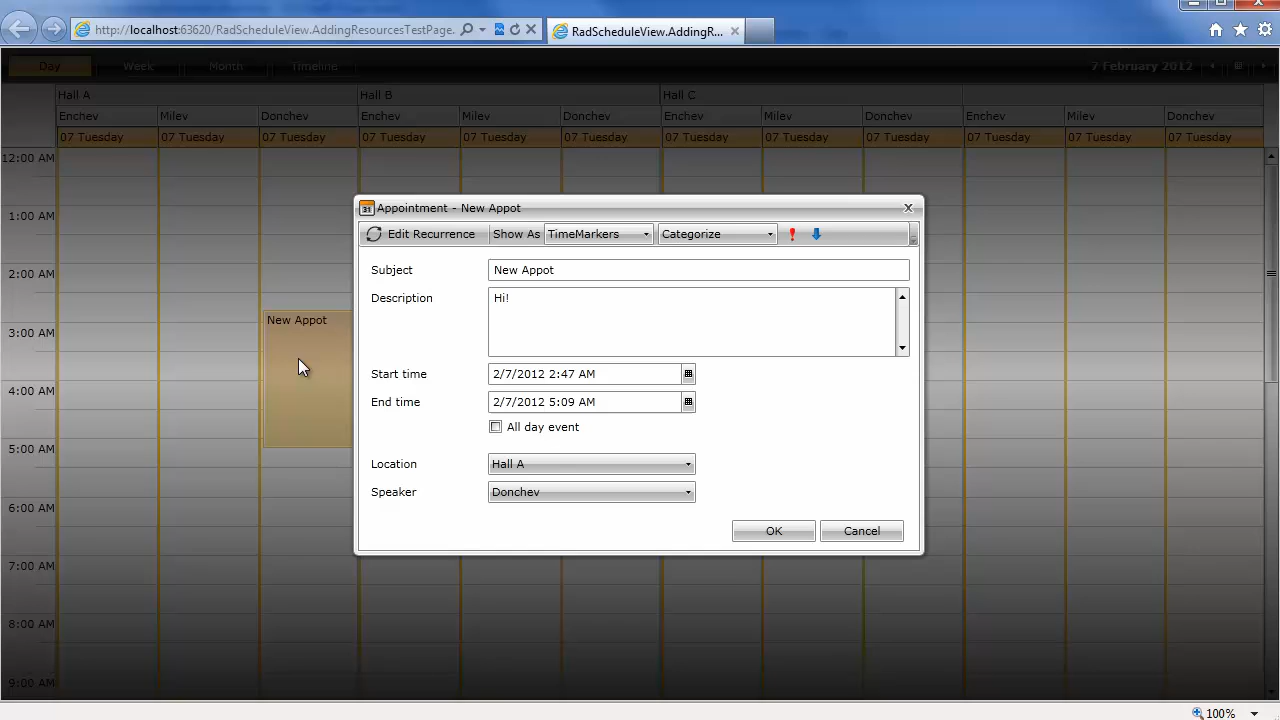 http://localhost:63620/RadScheduleView.AddingResourcesTestPage.
RadScheduleView.AddingR...
Day Week Month Timeline 7 February 2012
Hall A Hall B Hall C
Enchev Milev Donchev Enchev Milev Donchev Enchev Milev Donchev Enchev Milev Donchev
07 Tuesday 07 Tuesday 07 Tuesday 07 Tuesday 07 Tuesday 07 Tuesday 07 Tuesday 07 Tuesday 07 Tuesday 07 Tuesday 07 Tuesday 07 Tuesday
12:00 AM
1:00 AM
2:00 AM
3:00 AM
4:00 AM
5:00 AM
6:00 AM
7:00 AM
8:00 AM
9:00 AM
New Appot
31 Appointment - New Appot
Edit Recurrence Show As TimeMarkers Categorize
Subject New Appot
Description Hi!
Start time 2/7/2012 2:47 AM
End time 2/7/2012 5:09 AM
All day event
Location Hall A
Speaker Donchev
OK Cancel
100%